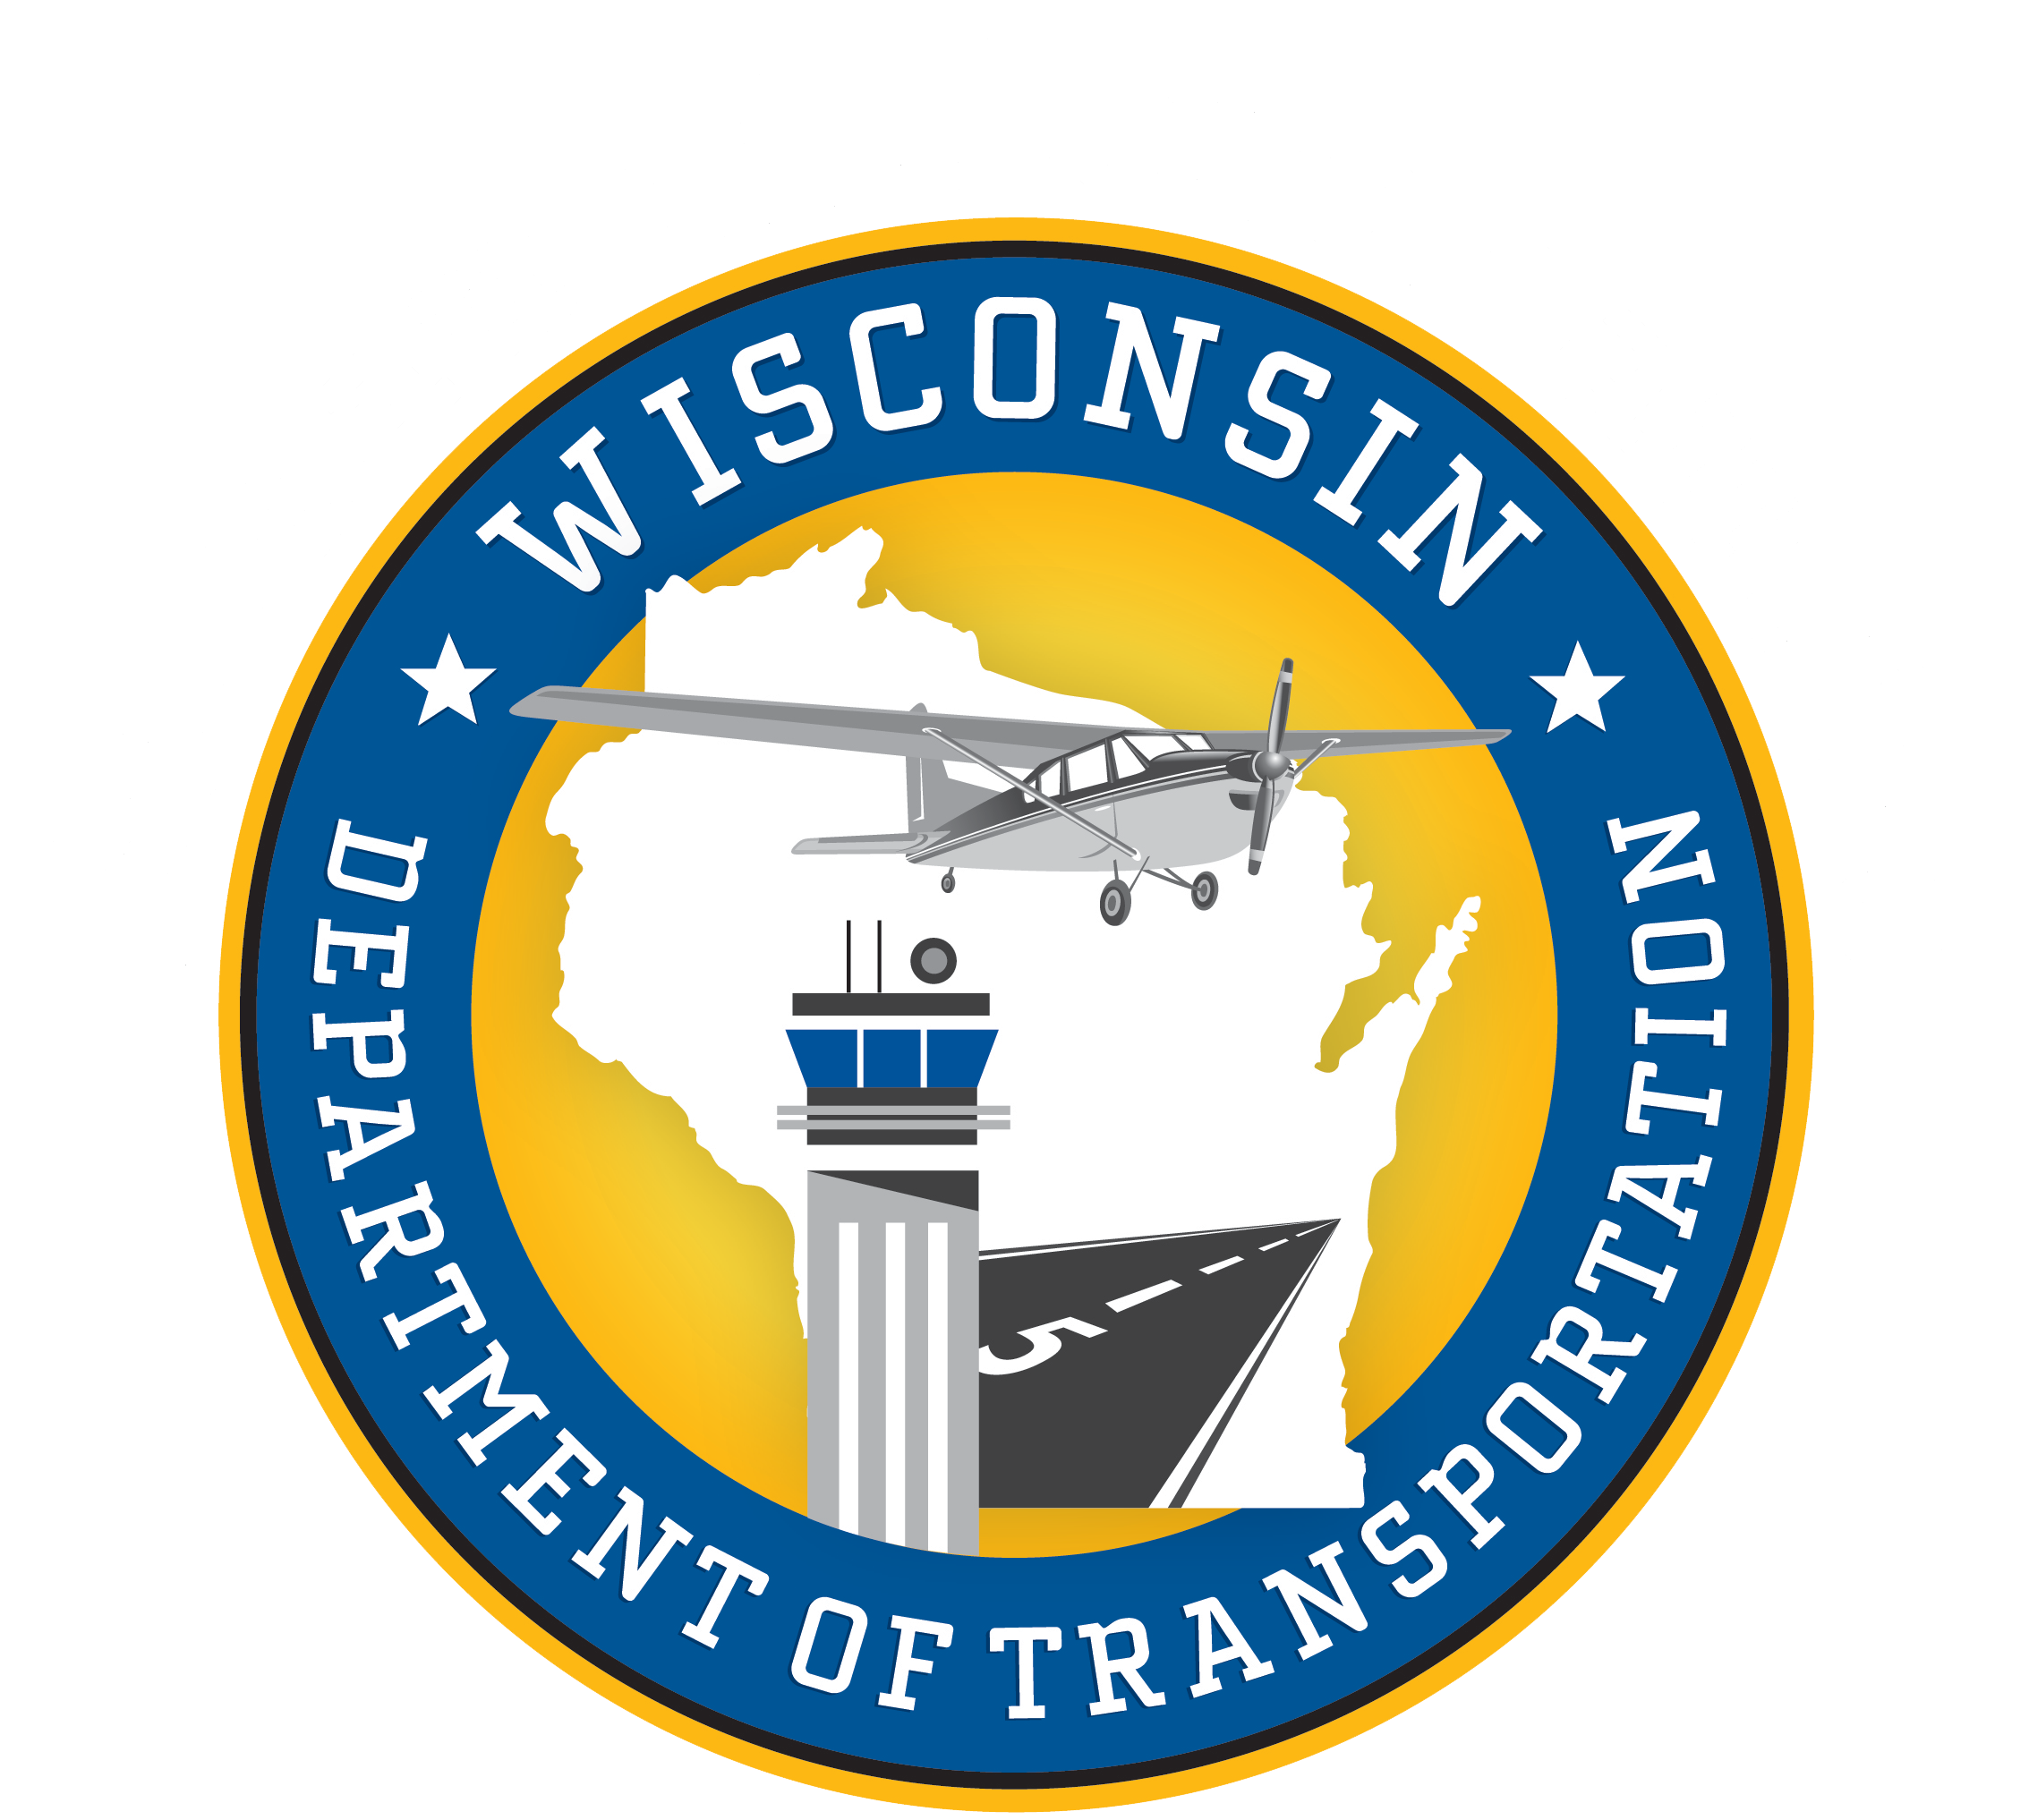 WISCONSIN
DEPARTMENT OF TRANSPORTATION
5